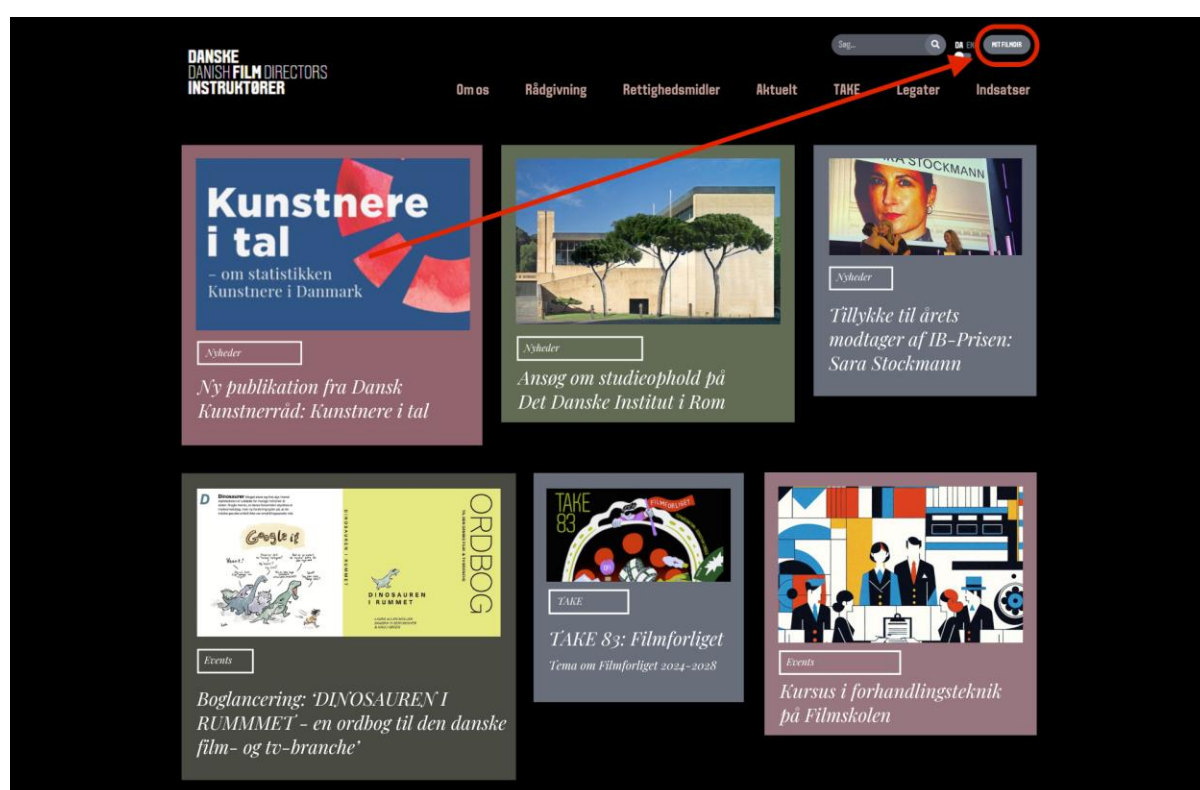 DANSKE
DANISH FILM DIRECTORS
INSTRUKTØRER
Søg...
DA EN
MIT FILMDIR
Om os
Rådgivning
Rettighedsmidler
Aktuelt
TAKE
Legater
Indsatser
Kunstnere
i tal
– om statistikken
Kunstnere i Danmark
Nyheder
Ny publikation fra Dansk
Kunstnerråd: Kunstnere i tal
Nyheder
Ansøg om studieophold på
Det Danske Institut i Rom
STOCKMANN
Nyheder
Tillykke til årets
modtager af IB-Prisen:
Sara Stockmann
D
Dinosaurer
Google it
DINOSAUREN I RUMMET
DINOSAUREN
I RUMMET
ORDBOG
Events
Boglancering: ‘DINOSAUREN I
RUMMMET - en ordbog til den danske
film- og tv-branche’
TAKE
83
FILMFORLIGET
TAKE
TAKE 83: Filmforliget
Tema om Filmforliget 2024-2028
Events
Kursus i forhandlingsteknik
på Filmskolen